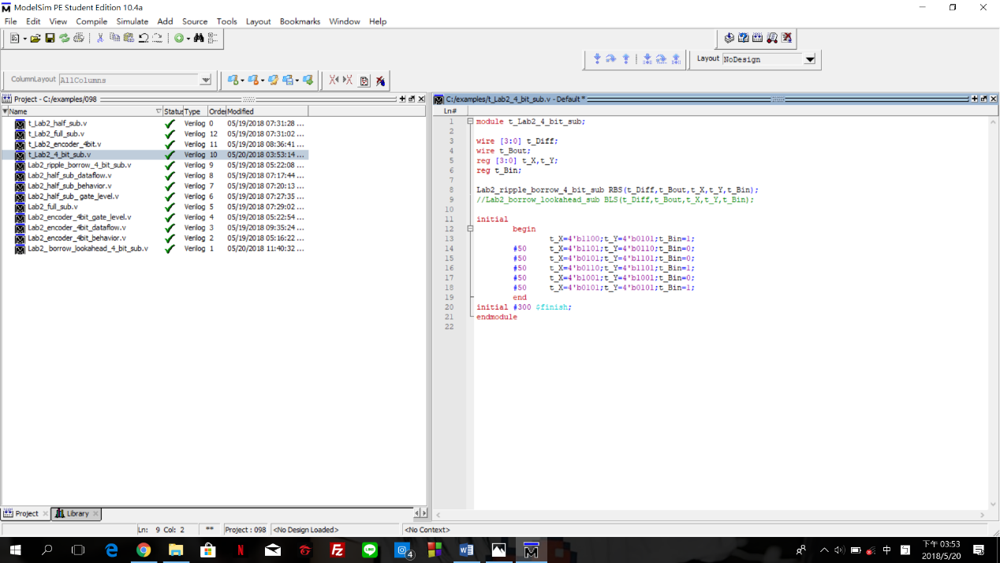 ModelSim PE Student Edition 10.4a
File Edit View Compile Simulate Add Source Tools Layout Bookmarks Window Help
Layout NoDesign
ColumnLayout AllColumns
Project - C:/examples/098
Name Status Type Order Modified
t_Lab2_half_sub.v Verilog 0 05/19/2018 07:31:28 ...
t_Lab2_full_sub.v Verilog 12 05/19/2018 07:31:02 ...
t_Lab2_encoder_4bit.v Verilog 11 05/19/2018 08:36:41 ...
t_Lab2_4_bit_sub.v Verilog 10 05/20/2018 03:53:14 ...
Lab2_ripple_borrow_4_bit_sub.v Verilog 9 05/19/2018 05:22:08 ...
Lab2_half_sub_dataflow.v Verilog 8 05/19/2018 07:17:44 ...
Lab2_half_sub_behavior.v Verilog 7 05/19/2018 07:20:13 ...
Lab2_half_sub_gate_level.v Verilog 6 05/19/2018 07:27:35 ...
Lab2_full_sub.v Verilog 5 05/19/2018 07:29:02 ...
Lab2_encoder_4bit_gate_level.v Verilog 4 05/19/2018 05:22:54 ...
Lab2_encoder_4bit_dataflow.v Verilog 3 05/19/2018 09:35:24 ...
Lab2_encoder_4bit_behavior.v Verilog 2 05/19/2018 05:16:22 ...
Lab2_ borrow_lookahead_4_bit_sub.v Verilog 1 05/20/2018 11:40:32 ...
Project Library
C:/examples/t_Lab2_4_bit_sub.v - Default *
Ln#
1 module t_Lab2_4_bit_sub;
2
3 wire [3:0] t_Diff;
4 wire t_Bout;
5 reg [3:0] t_X,t_Y;
6 reg t_Bin;
7
8 Lab2_ripple_borrow_4_bit_sub RBS(t_Diff,t_Bout,t_X,t_Y,t_Bin);
9 //Lab2_borrow_lookahead_sub BLS(t_Diff,t_Bout,t_X,t_Y,t_Bin);
10
11 initial
12 begin
13 t_X=4'b1100;t_Y=4'b0101;t_Bin=1;
14 #50 t_X=4'b1101;t_Y=4'b0110;t_Bin=0;
15 #50 t_X=4'b0101;t_Y=4'b1101;t_Bin=0;
16 #50 t_X=4'b0110;t_Y=4'b1101;t_Bin=1;
17 #50 t_X=4'b1001;t_Y=4'b1001;t_Bin=0;
18 #50 t_X=4'b0101;t_Y=4'b0101;t_Bin=1;
19 end
20 initial #300 $finish;
21 endmodule
22
Ln: 9 Col: 2 ** Project : 098 <No Design Loaded> <No Context>
4
中
下午 03:53
2018/5/20